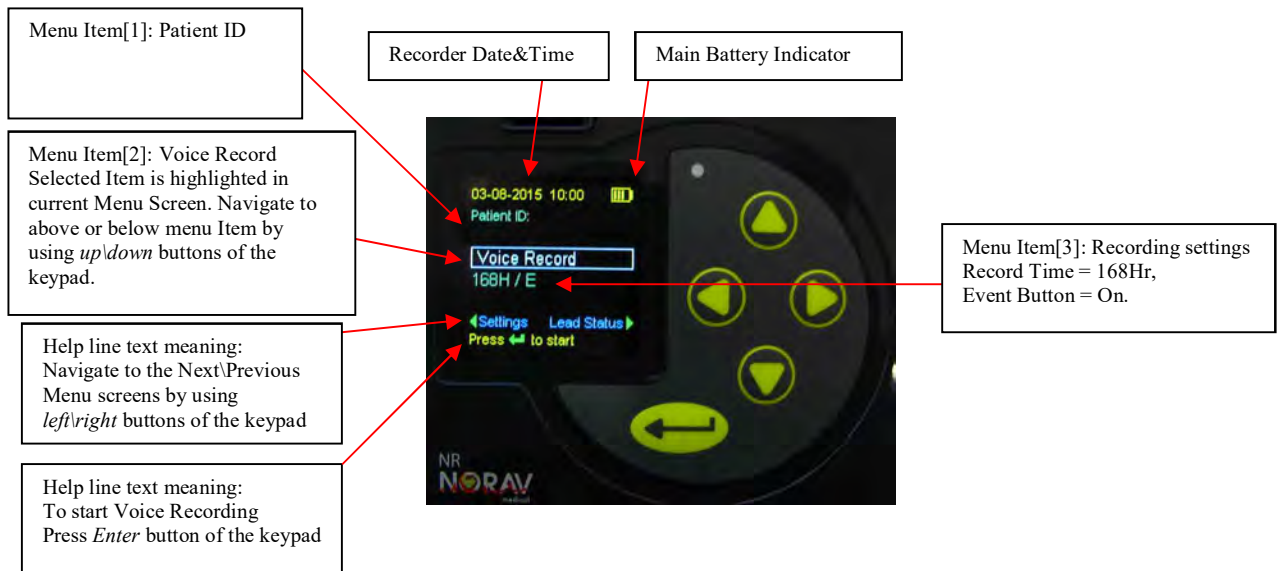 Menu Item[1]: Patient ID
Recorder Date&Time
Main Battery Indicator
Menu Item[2]: Voice Record
Selected Item is highlighted in
current Menu Screen. Navigate to
above or below menu Item by
using up\down buttons of the
keypad.
03-08-2015 10:00
Patient ID:
Voice Record
168H / E
Settings Lead Status
Press ↵ to start
Menu Item[3]: Recording settings
Record Time = 168Hr,
Event Button = On.
Help line text meaning:
Navigate to the Next\Previous
Menu screens by using
left\right buttons of the keypad
Help line text meaning:
To start Voice Recording
Press Enter button of the keypad
NR
NORAV
medical